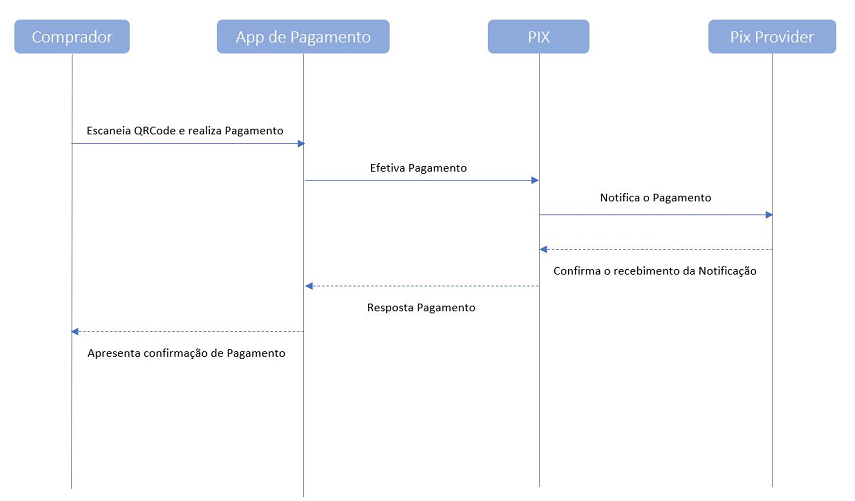 Comprador
App de Pagamento
PIX
Pix Provider
Escaneia QRCode e realiza Pagamento
Efetiva Pagamento
Notifica o Pagamento
Confirma o recebimento da Notificação
Resposta Pagamento
Apresenta confirmação de Pagamento